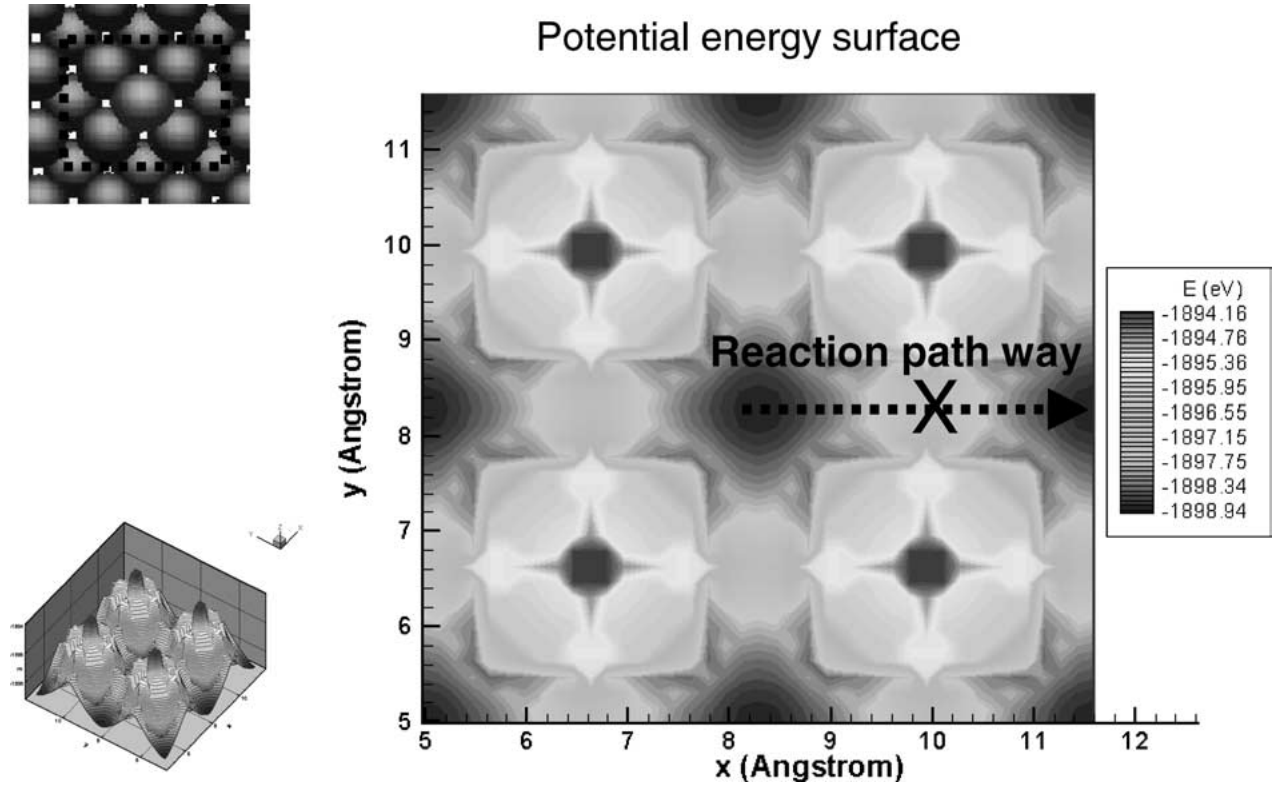 Potential energy surface
11
10
9
8
7
6
5
y (Angstrom)
Reaction path way
X
5 6 7 8 9 10 11 12
x (Angstrom)
E (eV)
-1894.16
-1894.76
-1895.36
-1895.95
-1896.55
-1897.15
-1897.75
-1898.34
-1898.94